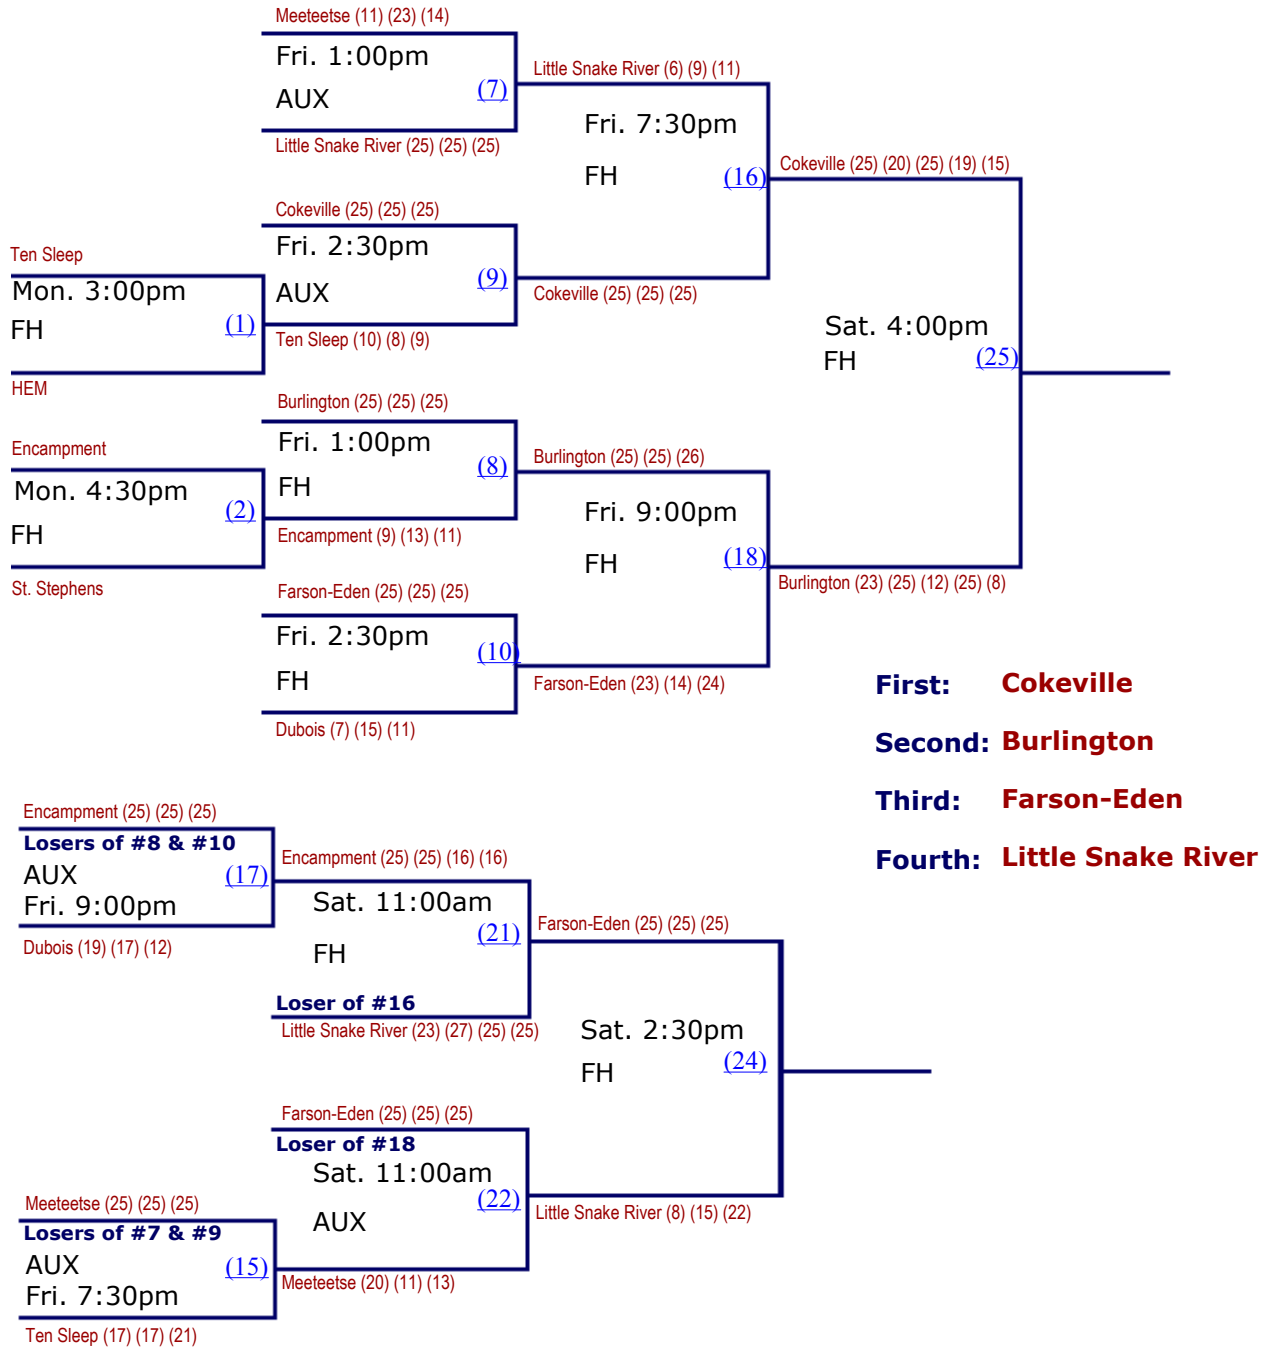 Meeteetse (11) (23) (14)
Fri. 1:00pm
AUX
(7)
Little Snake River (25) (25) (25)
Little Snake River (6) (9) (11)
Fri. 7:30pm
FH
(16)
Cokeville (25) (20) (25) (19) (15)
Cokeville (25) (25) (25)
Fri. 2:30pm
AUX
(9)
Cokeville (25) (25) (25)
Ten Sleep
Mon. 3:00pm
FH
(1)
Ten Sleep (10) (8) (9)
HEM
Sat. 4:00pm
FH
(25)
Burlington (25) (25) (25)
Fri. 1:00pm
FH
(8)
Encampment
Mon. 4:30pm
FH
(2)
Encampment (9) (13) (11)
St. Stephens
Burlington (25) (25) (26)
Fri. 9:00pm
FH
(18)
Burlington (23) (25) (12) (25) (8)
Farson-Eden (25) (25) (25)
Fri. 2:30pm
FH
(10)
Farson-Eden (23) (14) (24)
Dubois (7) (15) (11)
First: Cokeville
Second: Burlington
Third: Farson-Eden
Fourth: Little Snake River
Encampment (25) (25) (25)
Losers of #8 & #10
AUX
Fri. 9:00pm
(17)
Dubois (19) (17) (12)
Encampment (25) (25) (16) (16)
Sat. 11:00am
FH
(21)
Loser of #16
Little Snake River (23) (27) (25) (25)
Farson-Eden (25) (25) (25)
Sat. 2:30pm
FH
(24)
Farson-Eden (25) (25) (25)
Loser of #18
Sat. 11:00am
AUX
(22)
Little Snake River (8) (15) (22)
Meeteetse (25) (25) (25)
Losers of #7 & #9
AUX
Fri. 7:30pm
(15)
Meeteetse (20) (11) (13)
Ten Sleep (17) (17) (21)